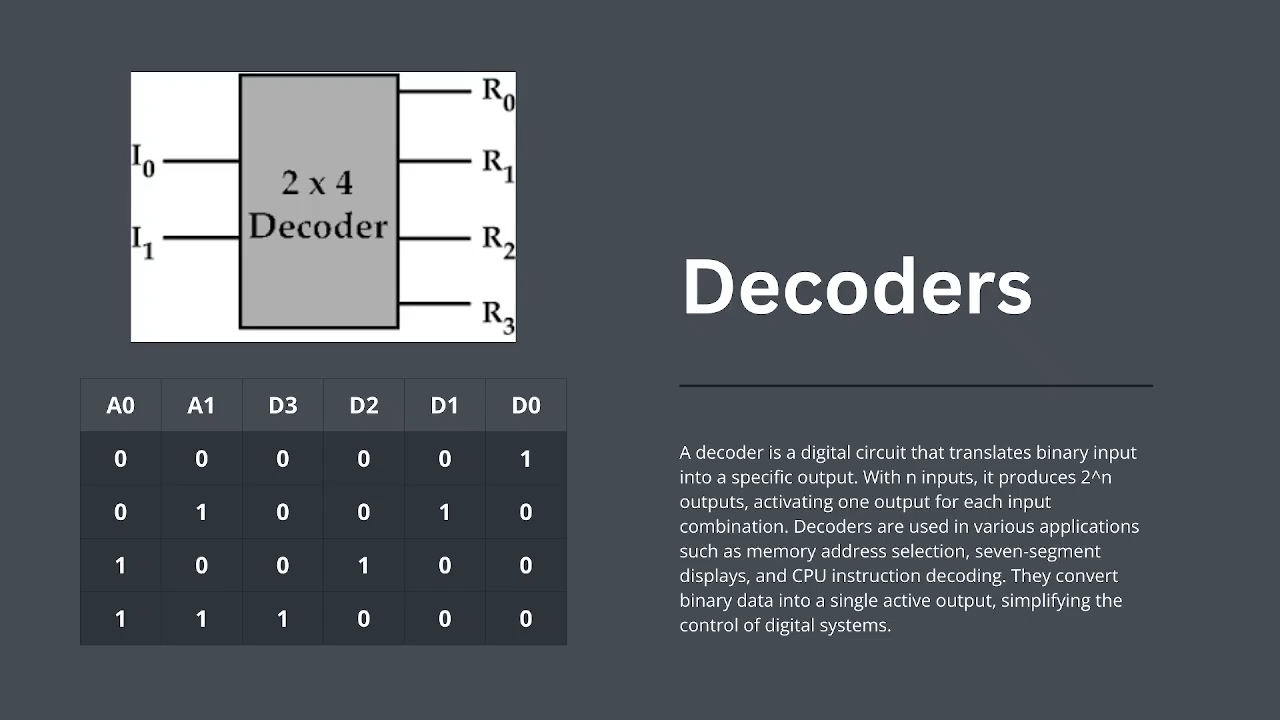 I0
I1
2 x 4
Decoder
R0
R1
R2
R3
A0 A1 D3 D2 D1 D0
0 0 0 0 0 1
0 1 0 0 1 0
1 0 0 1 0 0
1 1 1 0 0 0
Decoders
A decoder is a digital circuit that translates binary input
into a specific output. With n inputs, it produces 2^n
outputs, activating one output for each input
combination. Decoders are used in various applications
such as memory address selection, seven-segment
displays, and CPU instruction decoding. They convert
binary data into a single active output, simplifying the
control of digital systems.